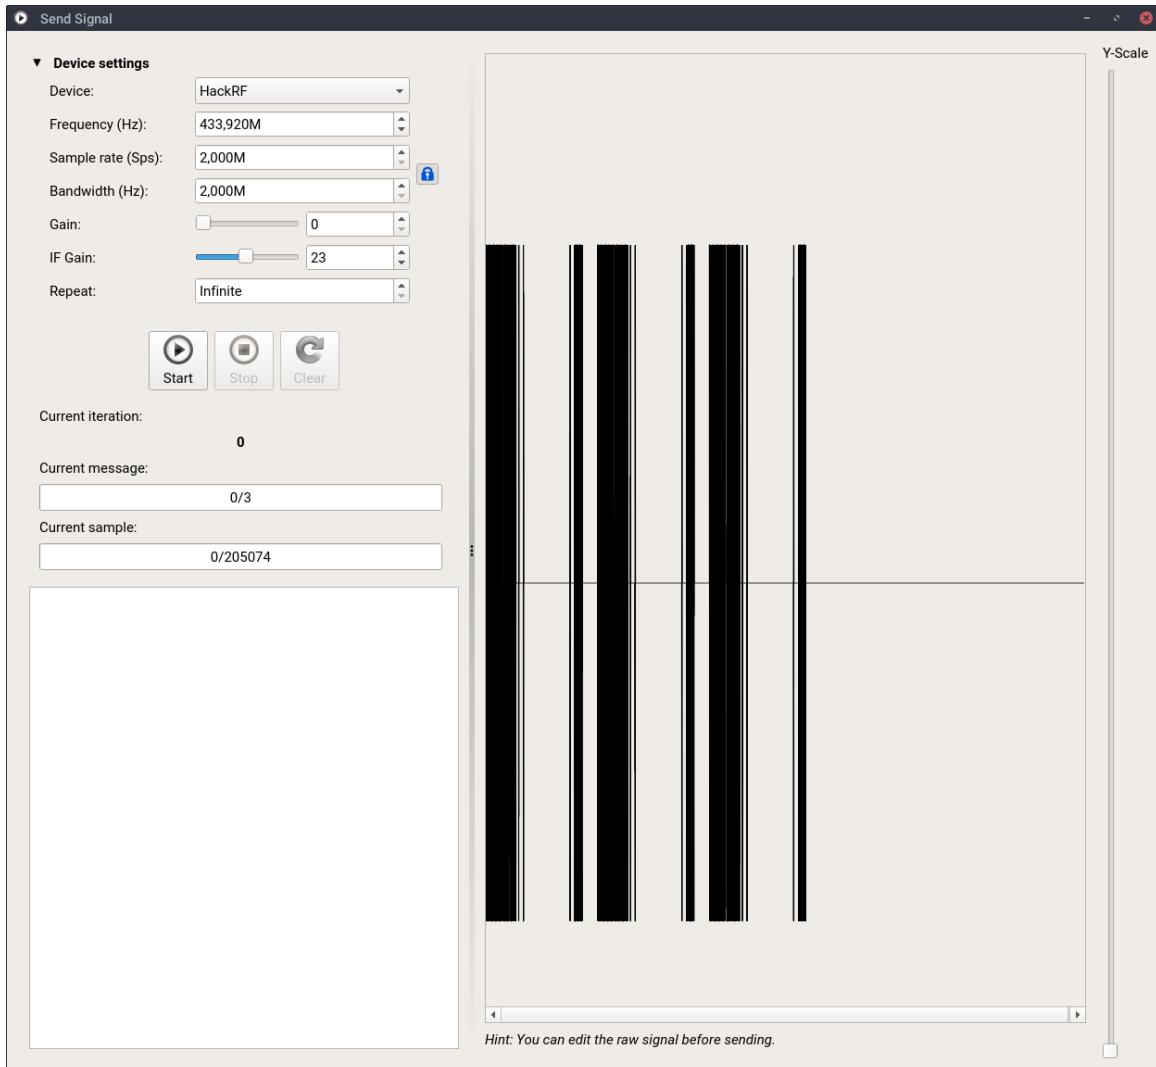 Send Signal
Y-Scale
Device settings
Device: HackRF
Frequency (Hz): 433,920M
Sample rate (Sps): 2,000M
Bandwidth (Hz): 2,000M
Gain: 0
IF Gain: 23
Repeat: Infinite
Start Stop Clear
Current iteration:
0
Current message:
0/3
Current sample:
0/205074
Hint: You can edit the raw signal before sending.